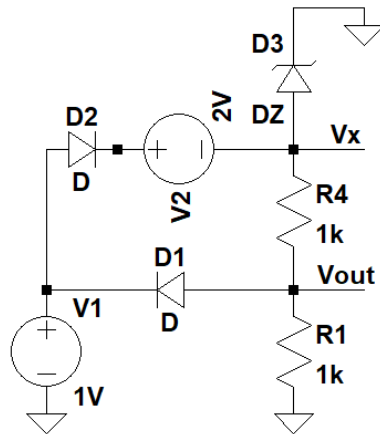 D3
DZ
D2
D
+
−
2V
V2
Vx
R4
1k
D1
D
Vout
V1
+
−
1V
R1
1k